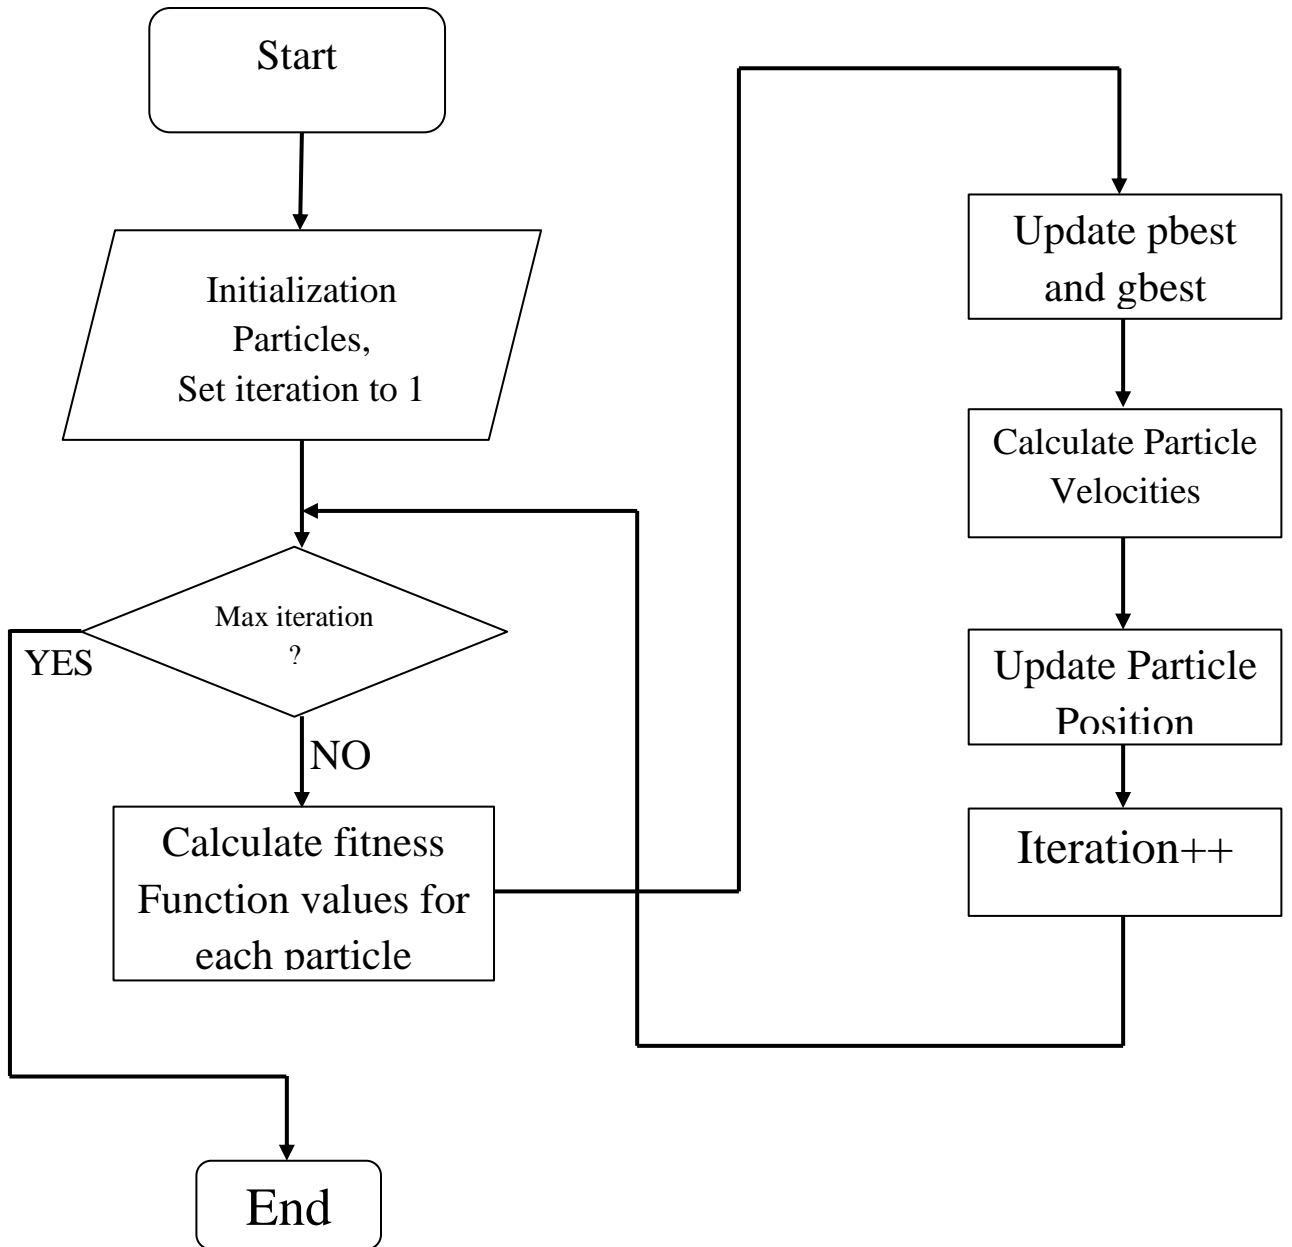 Start
Initialization
Particles,
Set iteration to 1
Max iteration
?
YES
NO
Calculate fitness
Function values for
each particle
Update pbest
and gbest
Calculate Particle
Velocities
Update Particle
Position
Iteration++
End